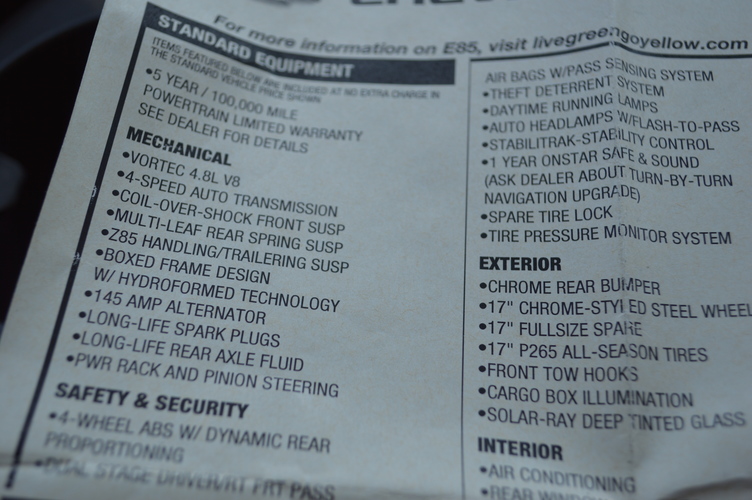 For more information on E85, visit livegreengoyellow.com
STANDARD EQUIPMENT
ITEMS FEATURED BELOW ARE INCLUDED AT NO EXTRA CHARGE IN
THE STANDARD VEHICLE PRICE SHOWN
•5 YEAR / 100,000 MILE
POWERTRAIN LIMITED WARRANTY
SEE DEALER FOR DETAILS
MECHANICAL
•VORTEC 4.8L V8
•4-SPEED AUTO TRANSMISSION
•COIL-OVER-SHOCK FRONT SUSP
•MULTI-LEAF REAR SPRING SUSP
•Z85 HANDLING/TRAILERING SUSP
•BOXED FRAME DESIGN
W/ HYDROFORMED TECHNOLOGY
•145 AMP ALTERNATOR
•LONG-LIFE SPARK PLUGS
•LONG-LIFE REAR AXLE FLUID
•PWR RACK AND PINION STEERING
SAFETY & SECURITY
•4-WHEEL ABS W/ DYNAMIC REAR
PROPORTIONING
•DUAL STAGE DRIVER/RT FRT PASS
AIR BAGS W/PASS SENSING SYSTEM
•THEFT DETERRENT SYSTEM
•DAYTIME RUNNING LAMPS
•AUTO HEADLAMPS W/FLASH-TO-PASS
•STABILITRAK-STABILITY CONTROL
•1 YEAR ONSTAR SAFE & SOUND
(ASK DEALER ABOUT TURN-BY-TURN
NAVIGATION UPGRADE)
•SPARE TIRE LOCK
•TIRE PRESSURE MONITOR SYSTEM
EXTERIOR
•CHROME REAR BUMPER
•17" CHROME-STYLED STEEL WHEEL
•17" FULLSIZE SPARE
•17" P265 ALL-SEASON TIRES
•FRONT TOW HOOKS
•CARGO BOX ILLUMINATION
•SOLAR-RAY DEEP TINTED GLASS
INTERIOR
•AIR CONDITIONING
•REAR